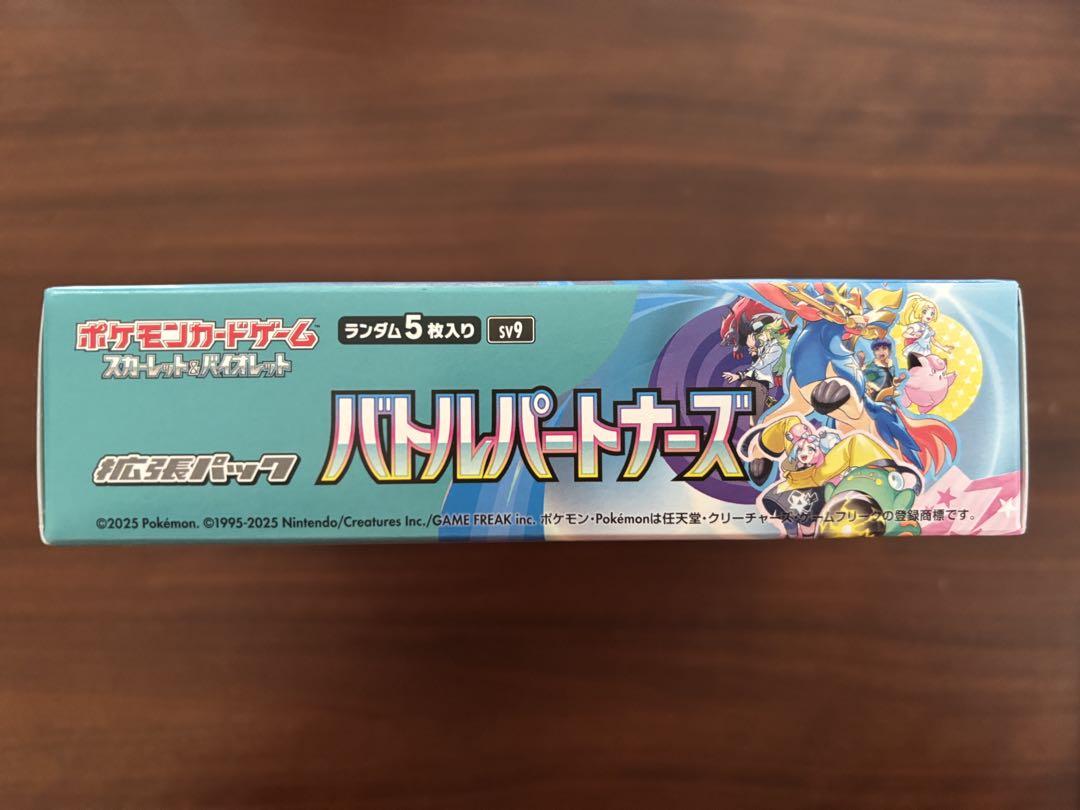 ポケモンカードゲーム™
スカーレット&バイオレット
ランダム5枚入り SV9
拡張パック
バトルパートナーズ
©2025 Pokémon. ©1995-2025 Nintendo/Creatures Inc./GAME FREAK inc. ポケモン・Pokémonは任天堂・クリーチャーズ・ゲームフリークの登録商標です。